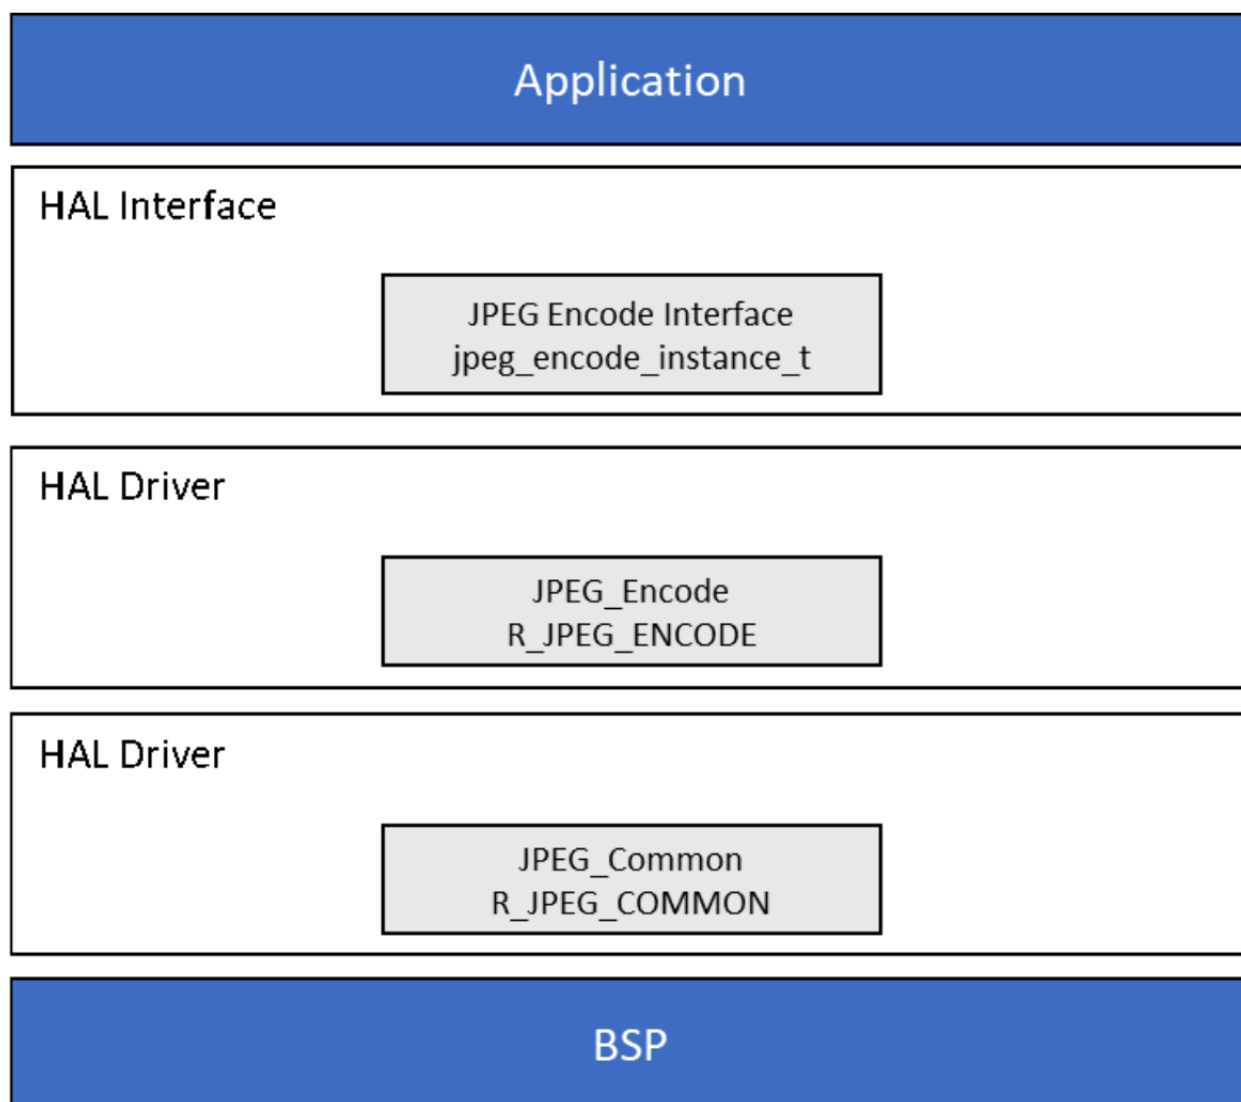 Application
HAL Interface
JPEG Encode Interface
jpeg_encode_instance_t
HAL Driver
JPEG_Encode
R_JPEG_ENCODE
HAL Driver
JPEG_Common
R_JPEG_COMMON
BSP